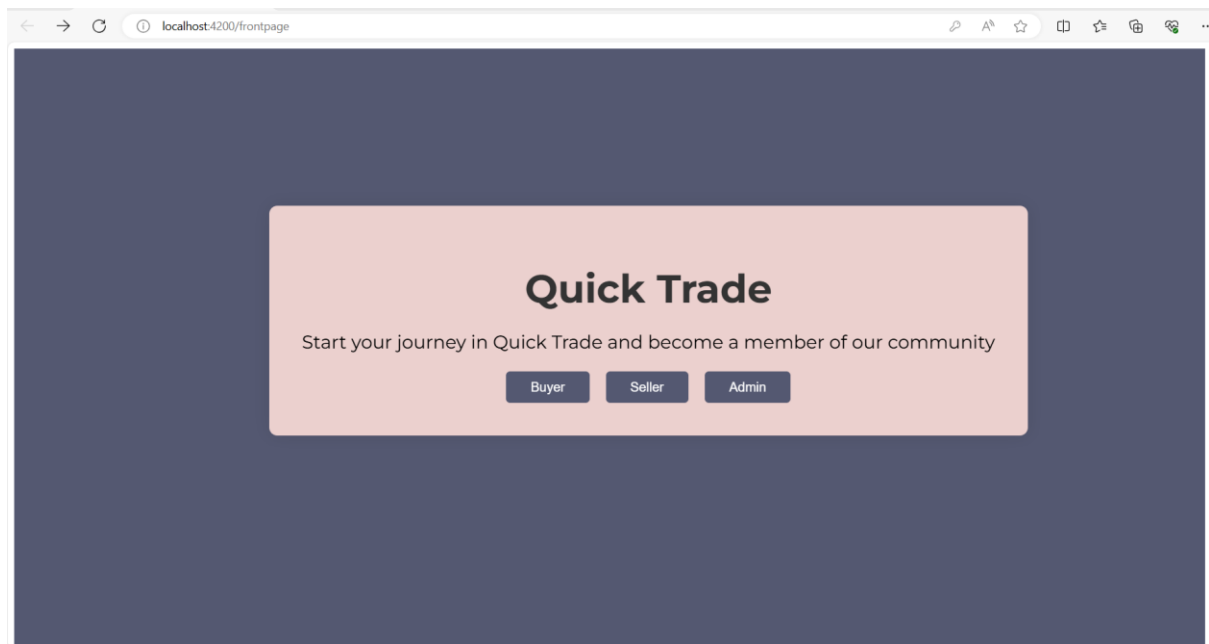 localhost:4200/frontpage
Quick Trade
Start your journey in Quick Trade and become a member of our community
Buyer Seller Admin